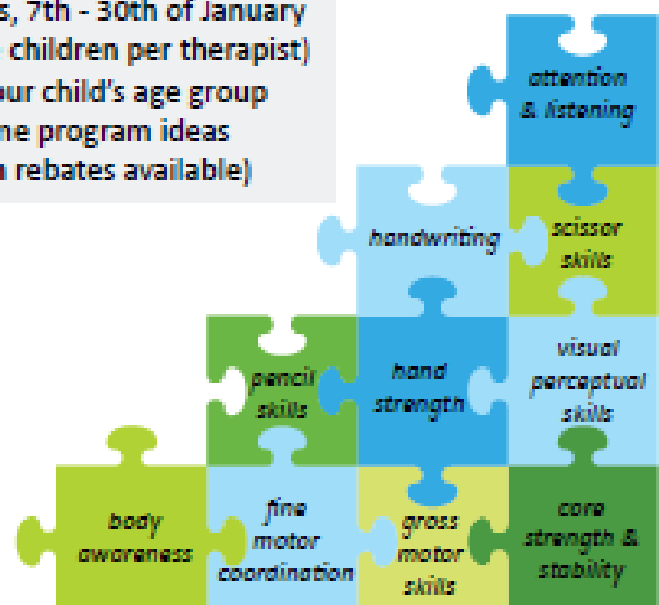 s, 7th - 30th of January
children per therapist)
our child's age group
me program ideas
rebates available)
attention
& listening
handwriting
scissor
skills
pencil
skills
hand
strength
visual
perceptual
skills
body
awareness
fine
motor
coordination
gross
motor
skills
core
strength &
stability